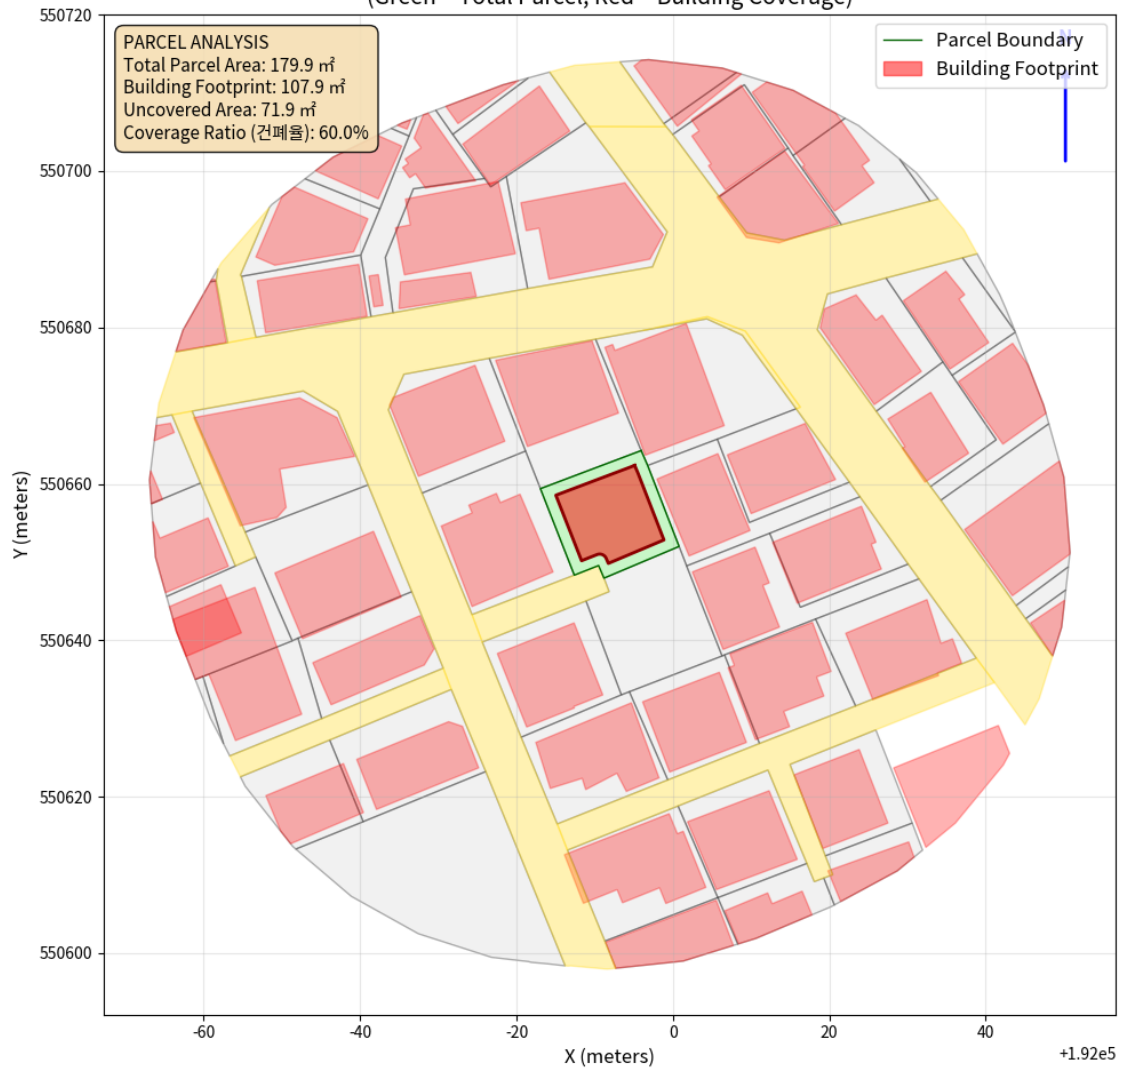 (Green = Total Parcel, Red = Building Coverage)
PARCEL ANALYSIS
Total Parcel Area: 179.9 ㎡
Building Footprint: 107.9 ㎡
Uncovered Area: 71.9 ㎡
Coverage Ratio (건폐율): 60.0%
Parcel Boundary
Building Footprint
N
550720
550700
550680
550660
550640
550620
550600
Y (meters)
-60 -40 -20 0 20 40
X (meters)
+1.92e5